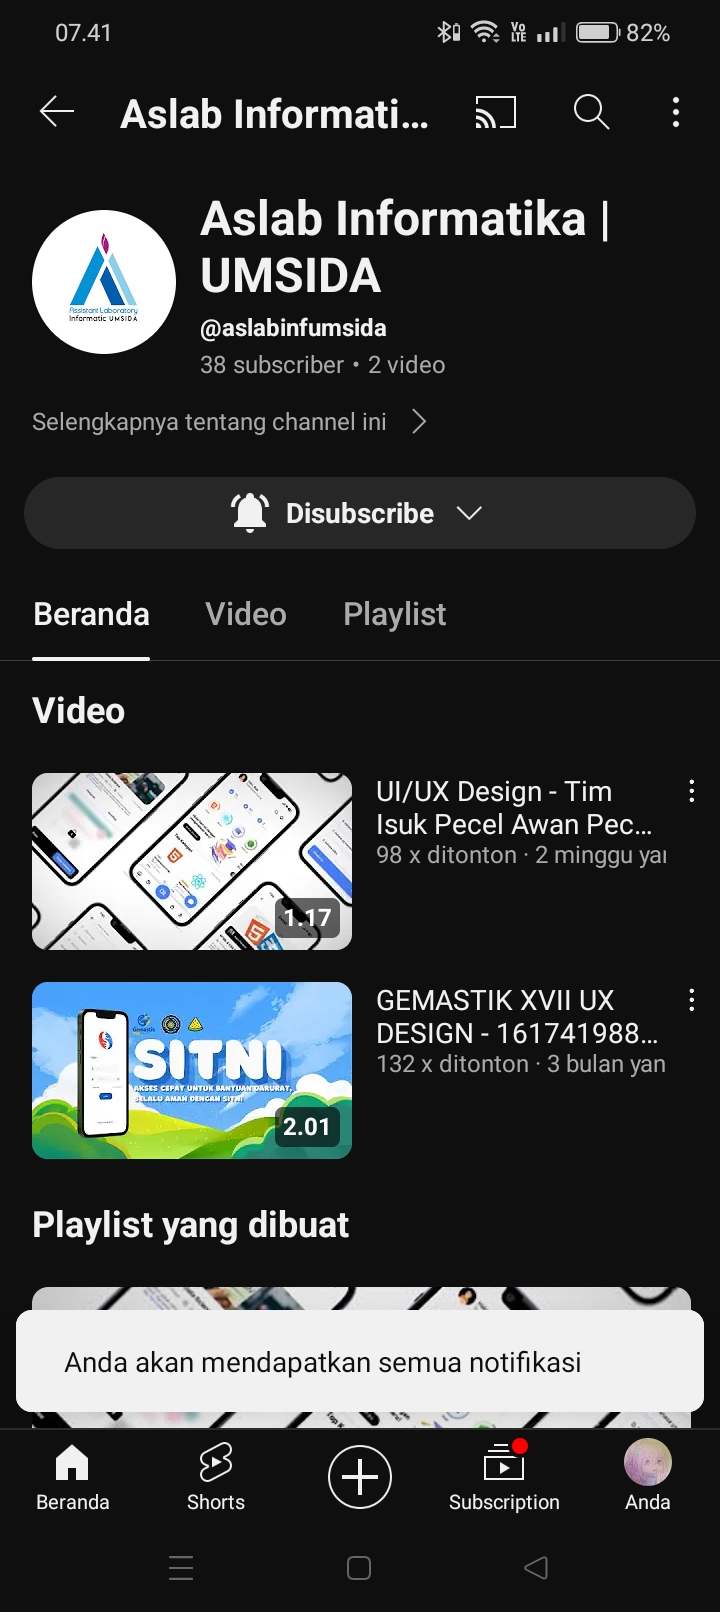 07.41
Vo
LTE
82%
Aslab Informati...
Aslab Informatika |
UMSIDA
@aslabinfumsida
38 subscriber • 2 video
Assistant Laboratory
Informatic UMSIDA
Selengkapnya tentang channel ini
Disubscribe
Beranda
Video
Playlist
Video
UI/UX Design - Tim
Isuk Pecel Awan Pec...
98 x ditonton · 2 minggu yan
1.17
GEMASTIK XVII UX
DESIGN - 161741988...
132 x ditonton · 3 bulan yan
SITNI
AKSES CEPAT UNTUK BANTUAN DARURAT,
SELALU AMAN DENGAN SITNI
2.01
Playlist yang dibuat
Anda akan mendapatkan semua notifikasi
Beranda
Shorts
Subscription
Anda